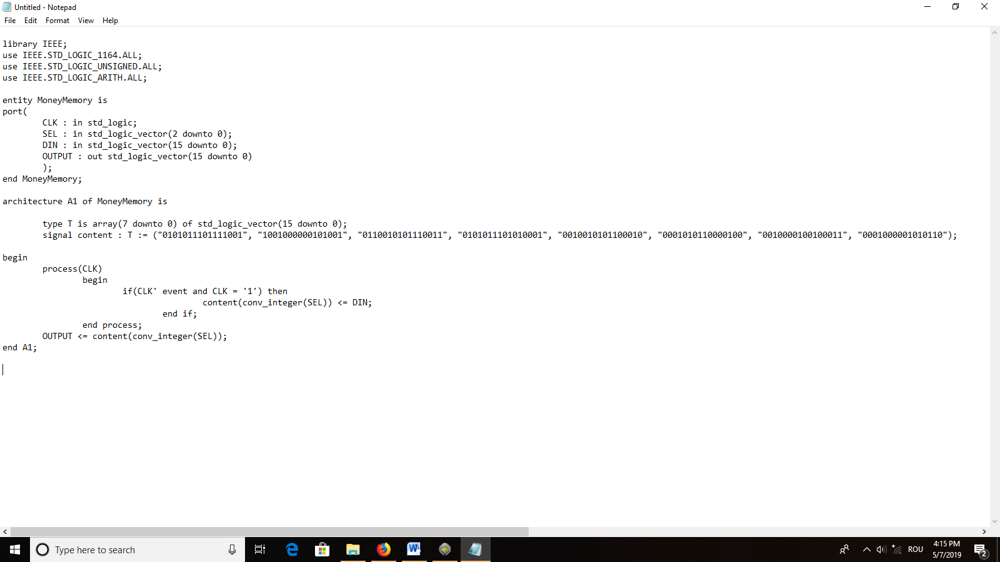 Untitled - Notepad
File Edit Format View Help
library IEEE;
use IEEE.STD_LOGIC_1164.ALL;
use IEEE.STD_LOGIC_UNSIGNED.ALL;
use IEEE.STD_LOGIC_ARITH.ALL;
entity MoneyMemory is
port(
CLK : in std_logic;
SEL : in std_logic_vector(2 downto 0);
DIN : in std_logic_vector(15 downto 0);
OUTPUT : out std_logic_vector(15 downto 0)
);
end MoneyMemory;
architecture A1 of MoneyMemory is
type T is array(7 downto 0) of std_logic_vector(15 downto 0);
signal content : T := ("0101011101111001", "1001000000101001", "0110010101110011", "0101011101010001", "0010010101100010", "0001010110000100", "0010000100100011", "0001000001010110");
begin
process(CLK)
begin
if(CLK' event and CLK = '1') then
content(conv_integer(SEL)) <= DIN;
end if;
end process;
OUTPUT <= content(conv_integer(SEL));
end A1;
Type here to search
ROU
4:15 PM
5/7/2019
2